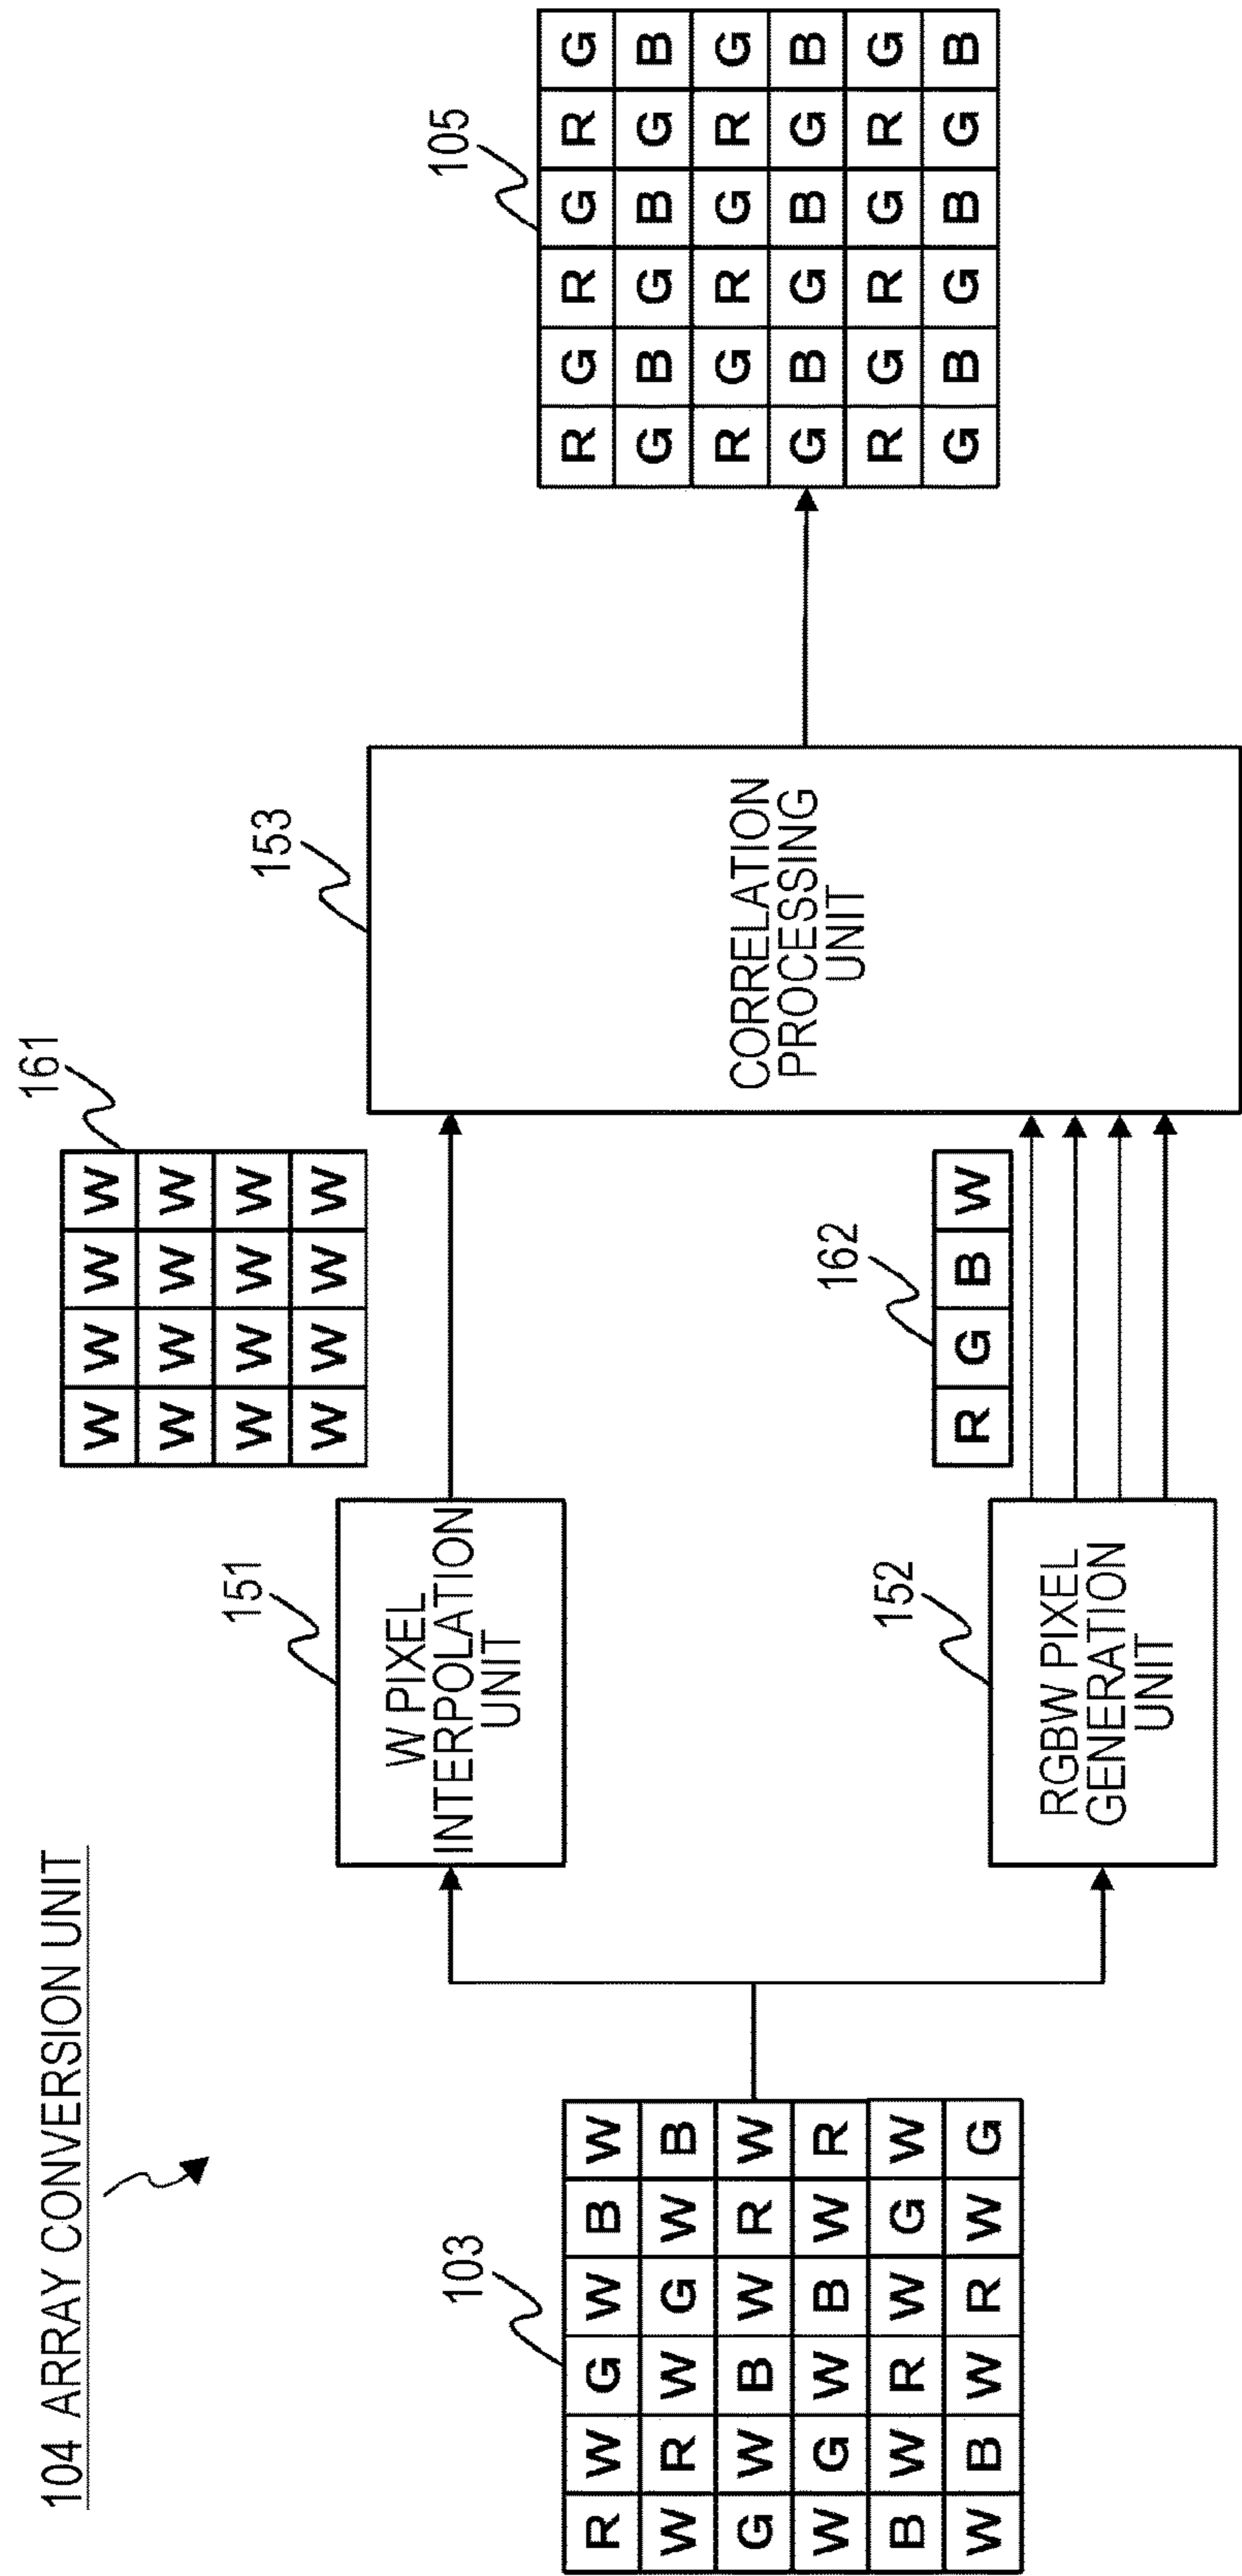 104 ARRAY CONVERSION UNIT
103
R W G W B W
W R W G W B
G W B W R W
W G W B W R
B W R W G W
W B W R W G
151
W PIXEL
INTERPOLATION
UNIT
161
W W W W
W W W W
W W W W
W W W W
152
RGBW PIXEL
GENERATION
UNIT
162
R G B W
153
CORRELATION
PROCESSING
UNIT
105
R G R G R G
G B G B G B
R G R G R G
G B G B G B
R G R G R G
G B G B G B